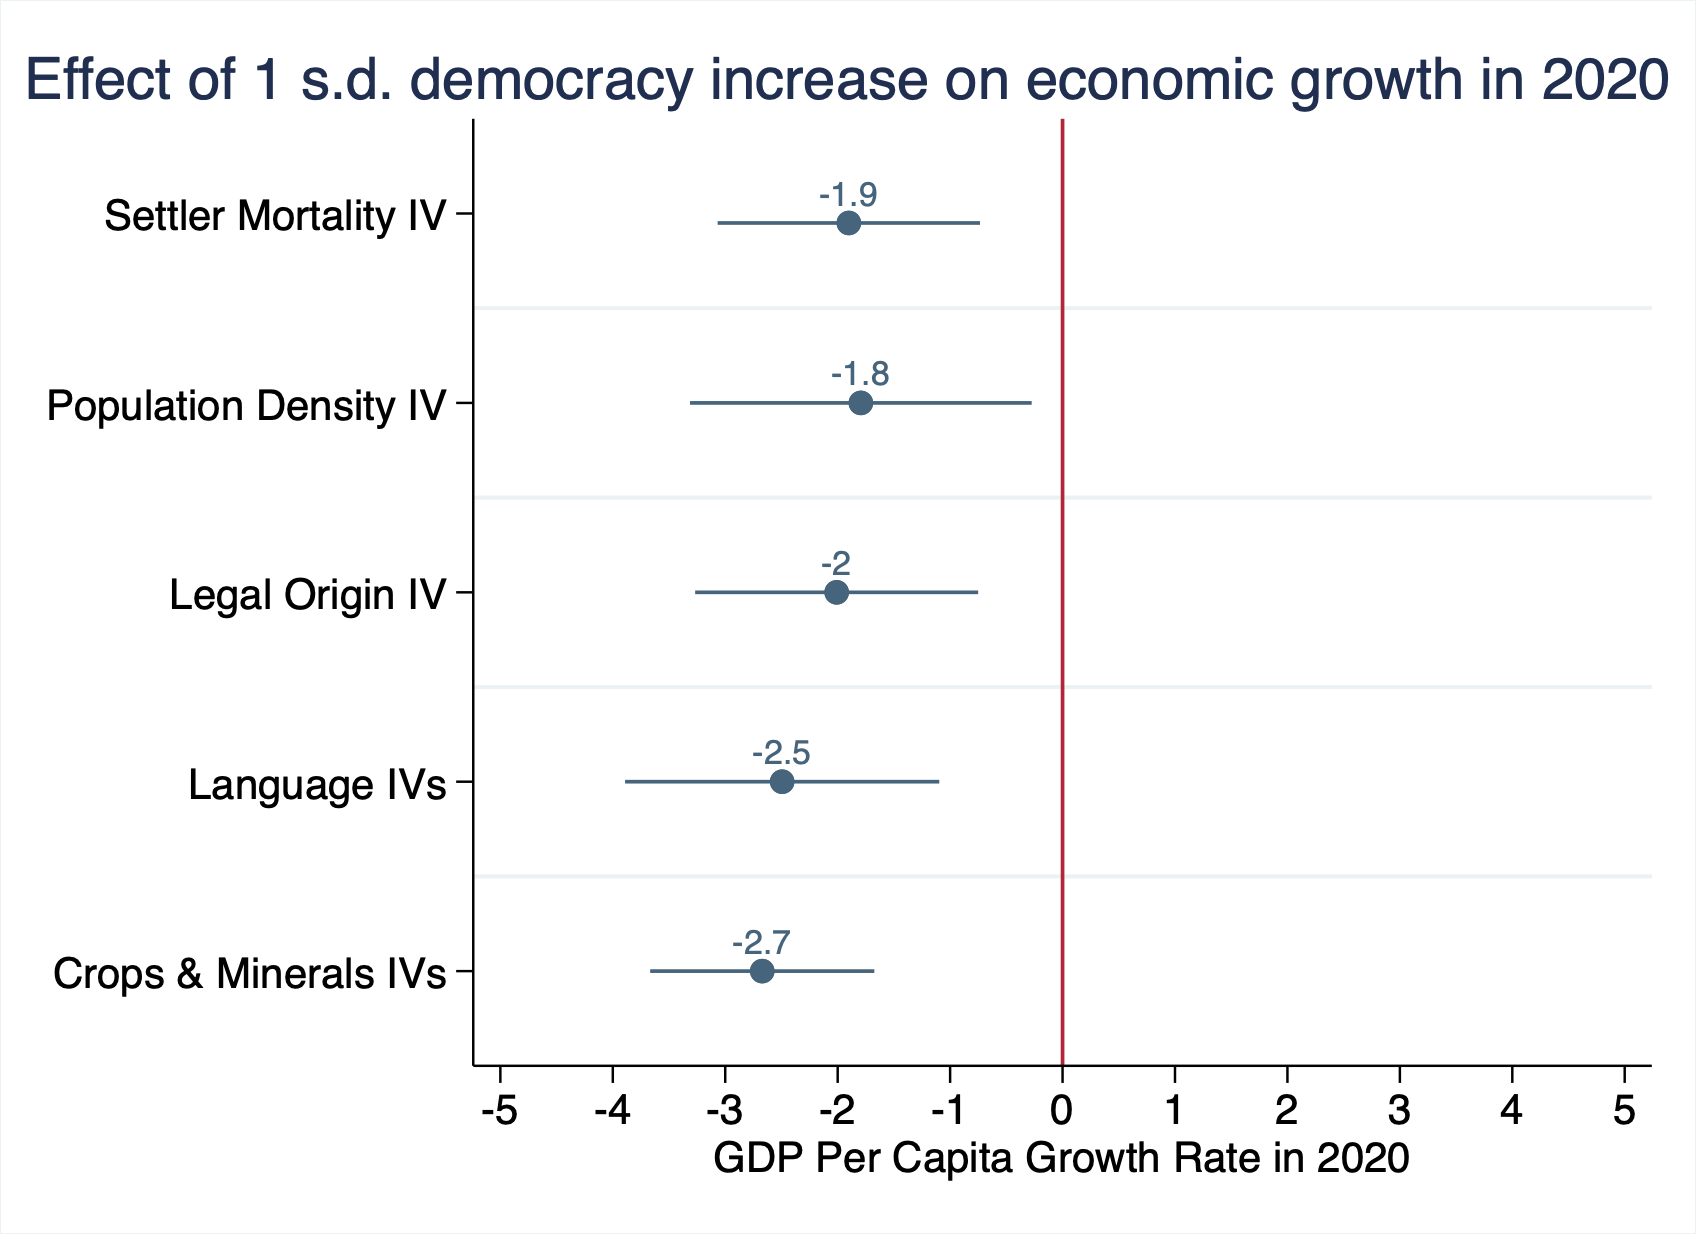 Effect of 1 s.d. democracy increase on economic growth in 2020
Settler Mortality IV
-1.9
Population Density IV
-1.8
Legal Origin IV
-2
Language IVs
-2.5
Crops & Minerals IVs
-2.7
-5 -4 -3 -2 -1 0 1 2 3 4 5
GDP Per Capita Growth Rate in 2020